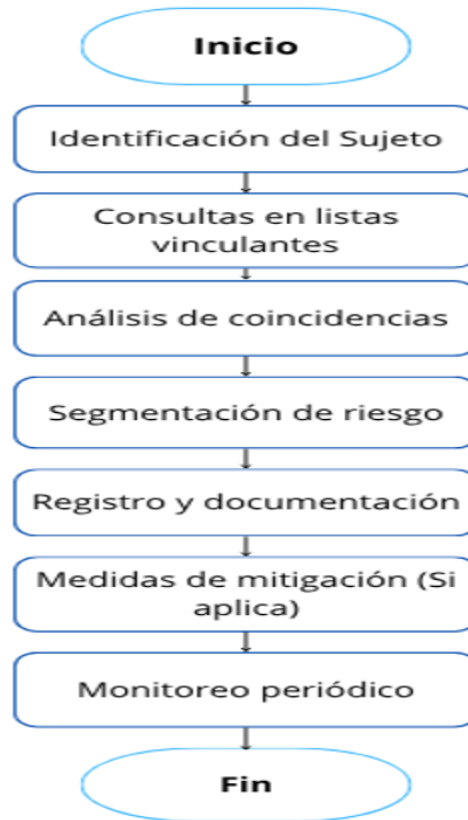 Inicio
Identificación del Sujeto
Consultas en listas
vinculantes
Análisis de coincidencias
Segmentación de riesgo
Registro y documentación
Medidas de mitigación (Si
aplica)
Monitoreo periódico
Fin